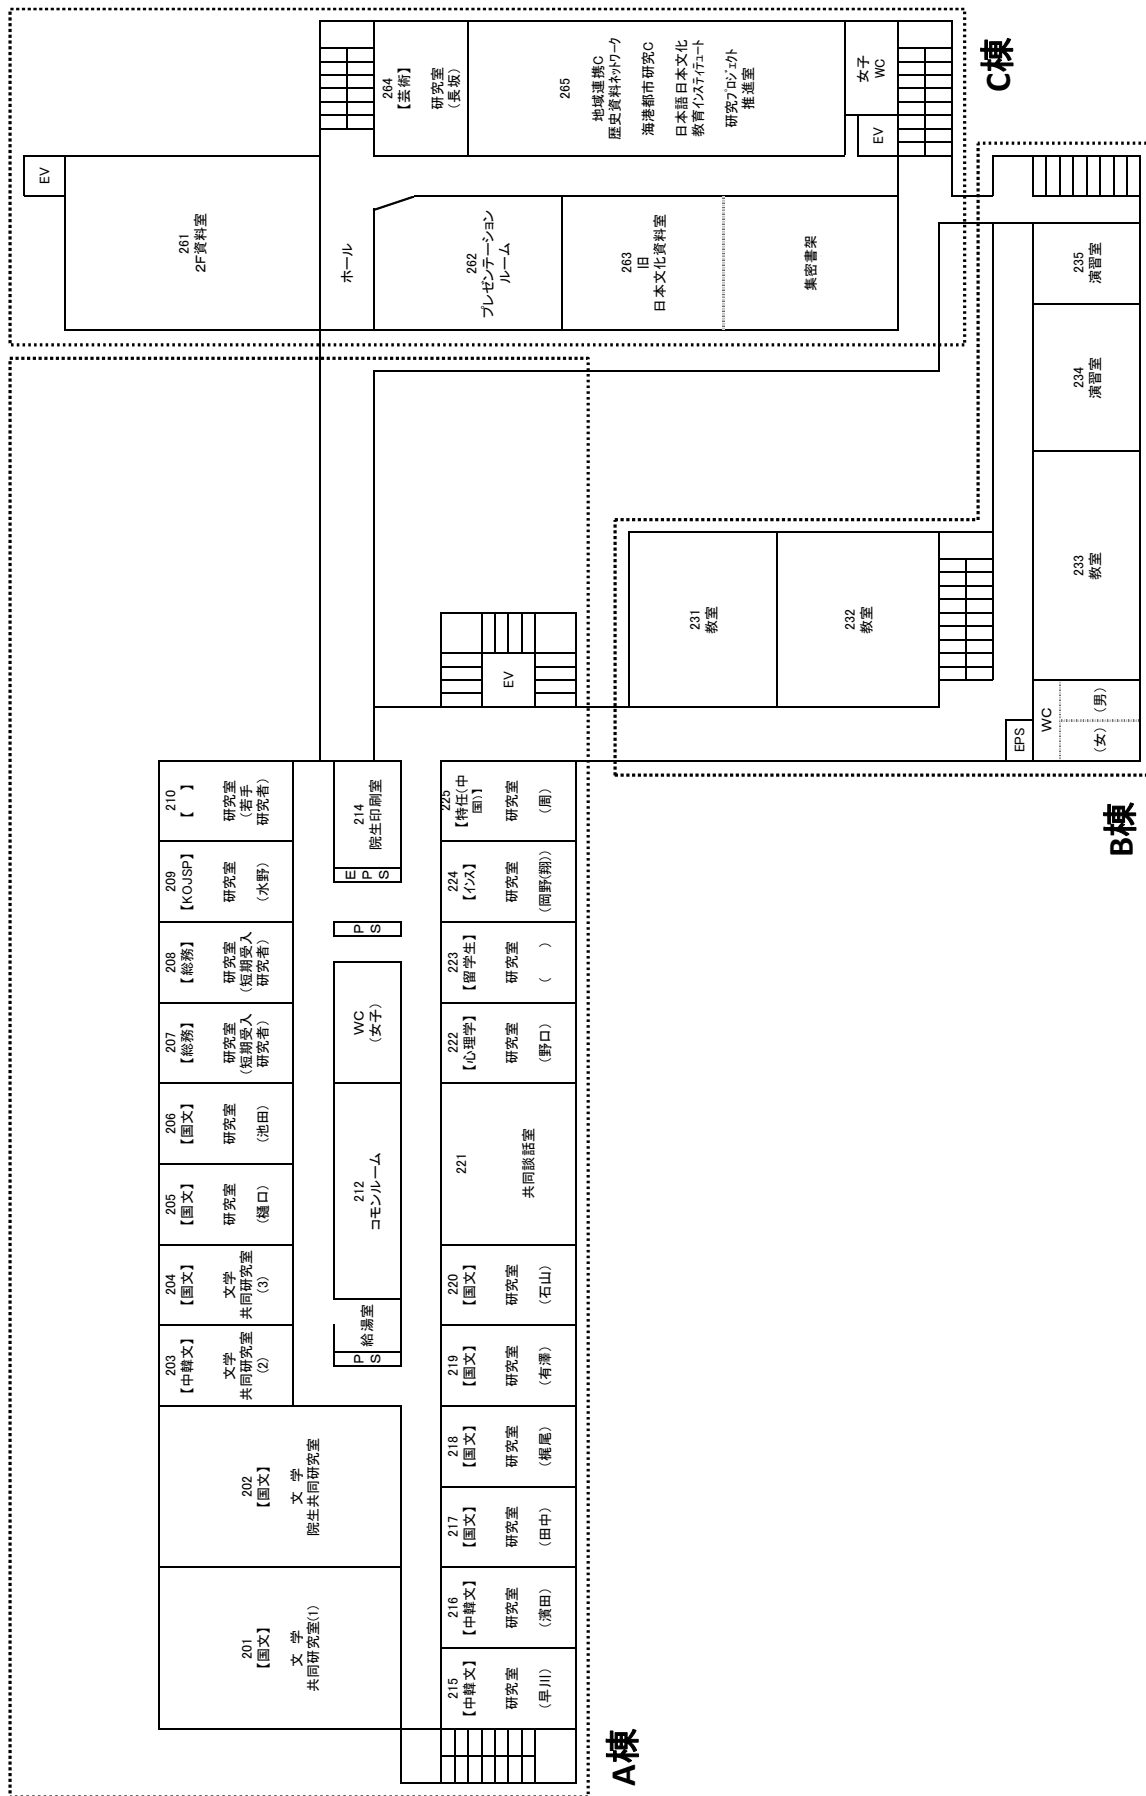 A棟
201
【国文】
文 学
共同研究室(1)
202
【国文】
文 学
院生共同研究室
203
【中韓文】
文学
共同研究室
(2)
204
【国文】
文学
共同研究室
(3)
205
【国文】
研究室
(樋口)
206
【国文】
研究室
(池田)
207
【総務】
研究室
(短期受入
研究者)
208
【総務】
研究室
(短期受入
研究者)
209
【KOJSP】
研究室
(水野)
210
【 】
研究室
(若手
研究者)
PS
給湯室
212
コモンルーム
WC
(女子)
PS
EPS
214
院生印刷室
215
【中韓文】
研究室
(早川)
216
【中韓文】
研究室
(濱田)
217
【国文】
研究室
(田中)
218
【国文】
研究室
(梶尾)
219
【国文】
研究室
(有澤)
220
【国文】
研究室
(石山)
221
共同談話室
222
【心理学】
研究室
(野口)
223
【留学生】
研究室
( )
224
【インス】
研究室
(岡野(翔))
225
【特任(中
国)】
研究室
(周)
EV
B棟
231
教室
232
教室
EPS
WC
(女)
(男)
233
教室
234
演習室
235
演習室
C棟
EV
261
2F資料室
ホール
262
プレゼンテーション
ルーム
263
旧
日本文化資料室
集密書架
264
【芸術】
研究室
(長坂)
265
地域連携C
歴史資料ネットワーク
海港都市研究C
日本語日本文化
教育インスティテュート
研究プロジェクト
推進室
女子
WC
EV